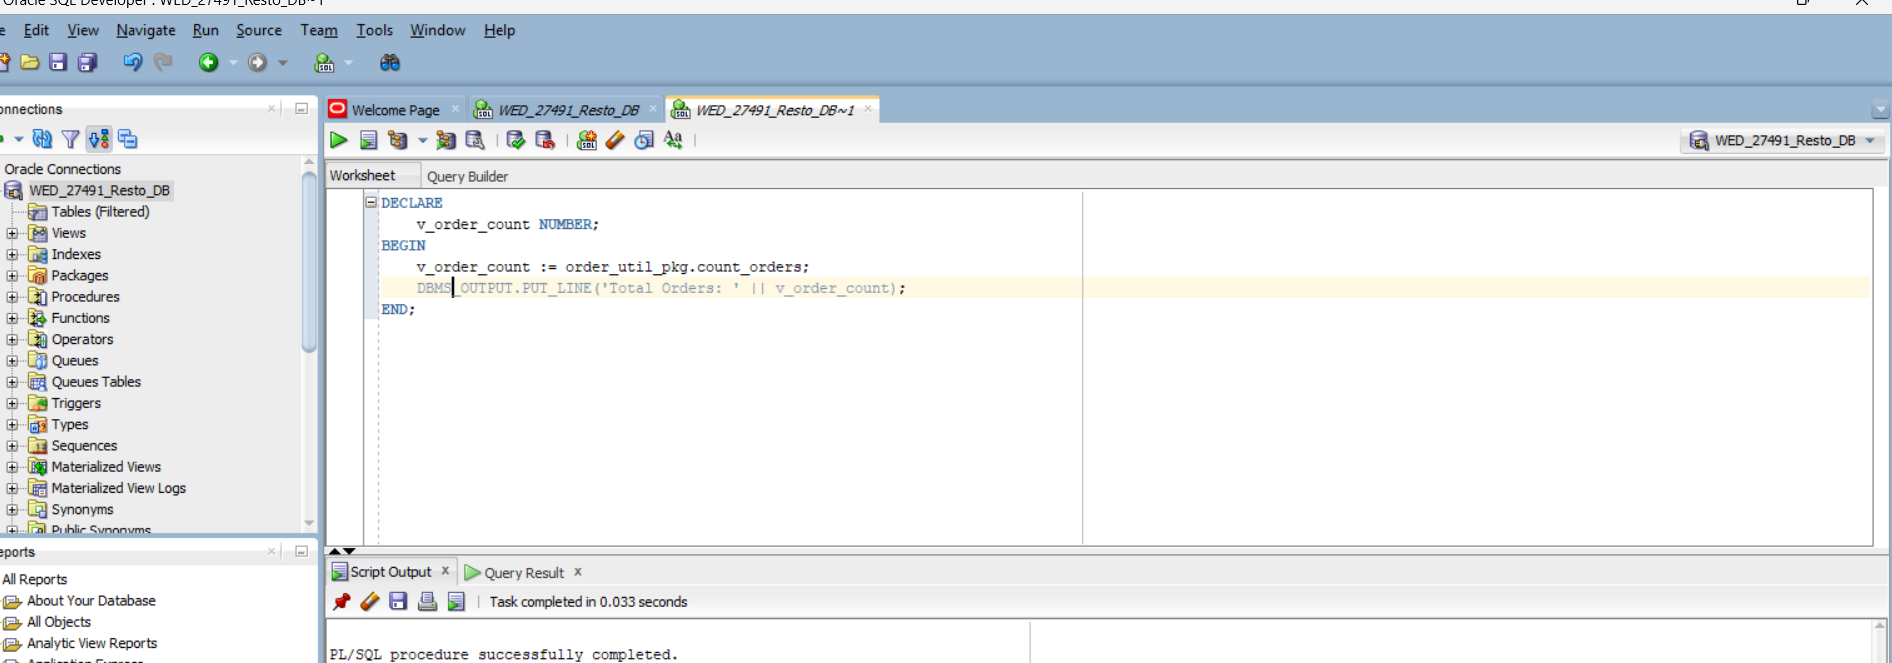 Oracle SQL Developer : WED_27491_Resto_DB~1
Edit View Navigate Run Source Team Tools Window Help
onnections
Welcome Page
WED_27491_Resto_DB
WED_27491_Resto_DB~1
WED_27491_Resto_DB
Oracle Connections
WED_27491_Resto_DB
Tables (Filtered)
Views
Indexes
Packages
Procedures
Functions
Operators
Queues
Queues Tables
Triggers
Types
Sequences
Materialized Views
Materialized View Logs
Synonyms
Public Synonyms
eports
All Reports
About Your Database
All Objects
Analytic View Reports
Application Express
Worksheet Query Builder
DECLARE
v_order_count NUMBER;
BEGIN
v_order_count := order_util_pkg.count_orders;
DBMS_OUTPUT.PUT_LINE('Total Orders: ' || v_order_count);
END;
Script Output x Query Result x
Task completed in 0.033 seconds
PL/SQL procedure successfully completed.